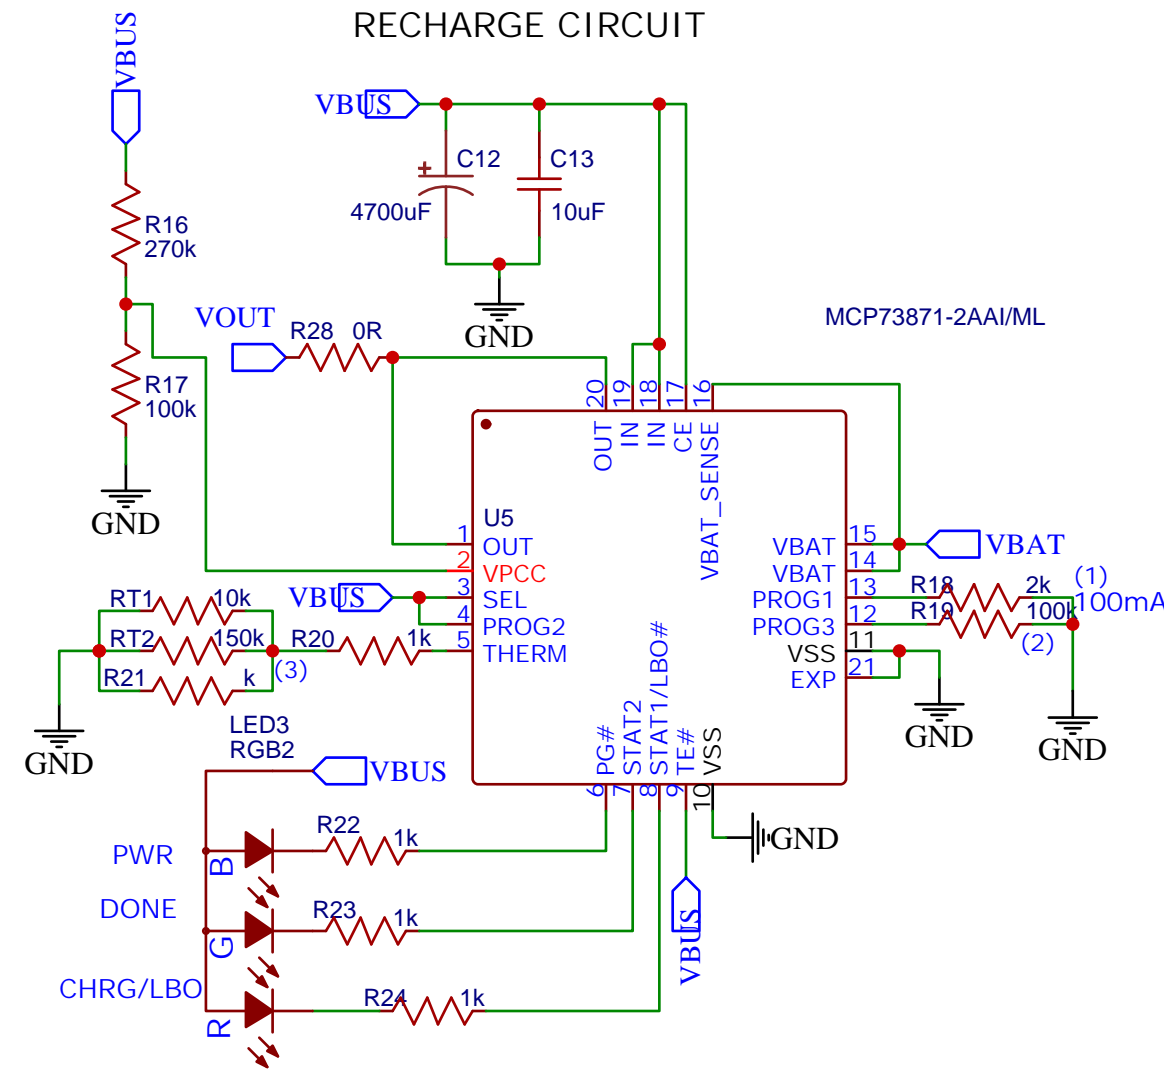 RECHARGE CIRCUIT
VBUS
VBUS
C12
4700uF
C13
10uF
GND
R16
270k
R17
100k
GND
VOUT
R28 0R
MCP73871-2AAI/ML
20 19 18 17 16
OUT
IN
IN
CE
VBAT_SENSE
U5
1 OUT
2 VPCC
3 SEL
4 PROG2
5 THERM
VBAT 15
VBAT 14
PROG1 13
PROG3 12
VSS 11
EXP 21
VBAT
R18 2k (1)
100mA
R19 100k
(2)
GND
GND
VBUS
RT1 10k
RT2 150k
R20 1k
(3)
R21 k
GND
PG#
STAT2
STAT1/LBO#
TE#
VSS
6 7 8 9 10
GND
VBUS
LED3
RGB2
VBUS
PWR
B
R22 1k
DONE
G
R23 1k
CHRG/LBO
R
R24 1k